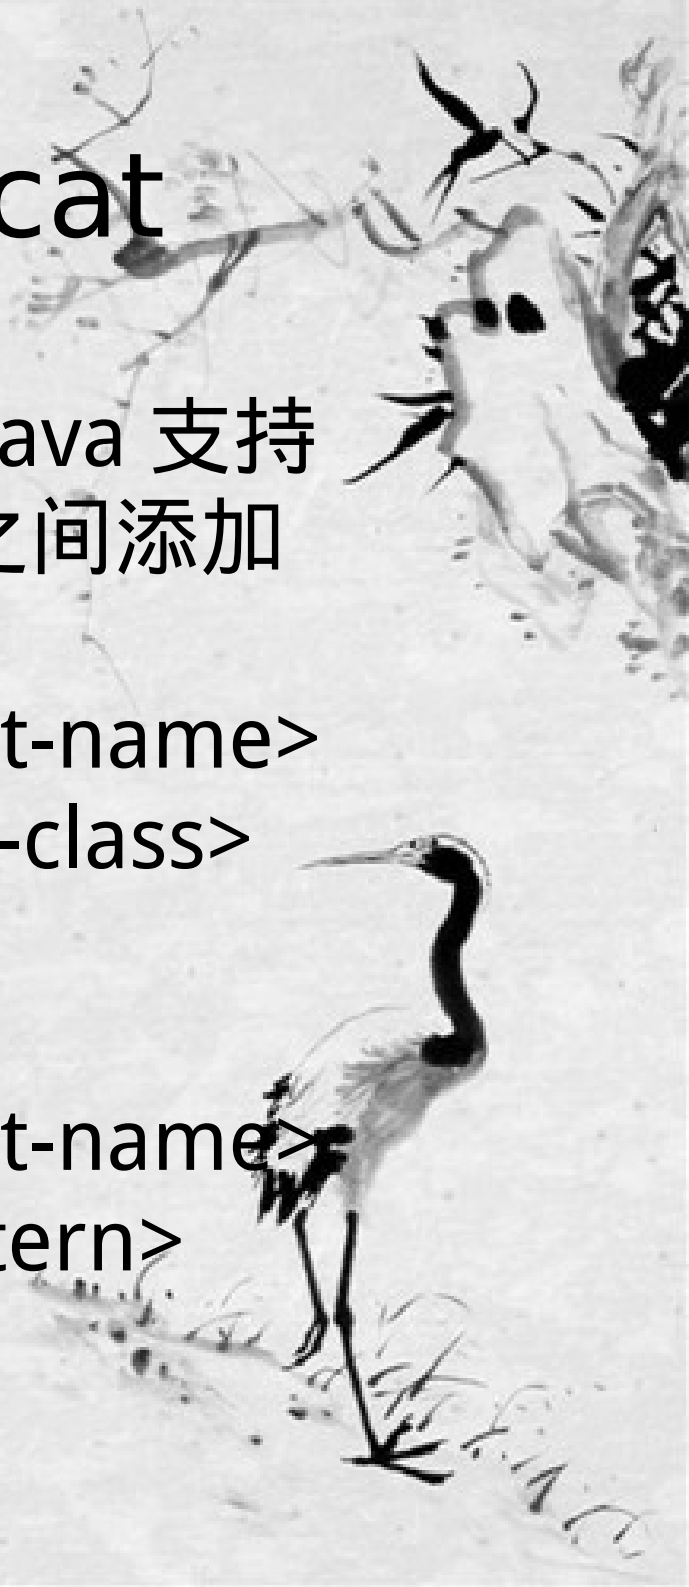 cat
ava 支持
之间添加
t-name>
-class>
t-name>
tern>